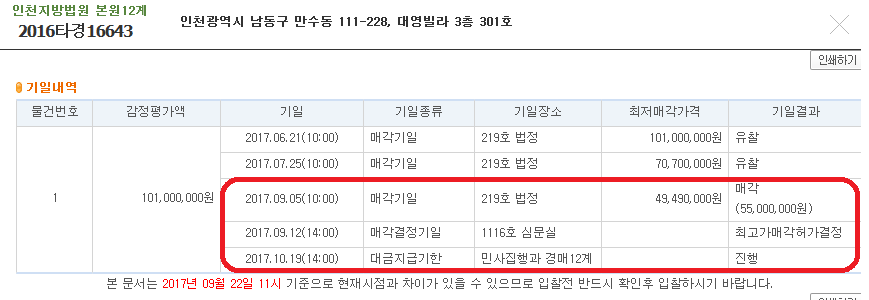 인천지방법원 본원12계
2016타경16643
인천광역시 남동구 만수동 111-228, 대영빌라 3층 301호
인쇄하기
기일내역
물건번호 감정평가액 기일 기일종류 기일장소 최저매각가격 기일결과
1 101,000,000원
2017.06.21(10:00) 매각기일 219호 법정 101,000,000원 유찰
2017.07.25(10:00) 매각기일 219호 법정 70,700,000원 유찰
2017.09.05(10:00) 매각기일 219호 법정 49,490,000원 매각
(55,000,000원)
2017.09.12(14:00) 매각결정기일 1116호 심문실 최고가매각허가결정
2017.10.19(14:00) 대금지급기한 민사집행과 경매12계 진행
본 문서는 2017년 09월 22일 11시 기준으로 현재시점과 차이가 있을 수 있으므로 입찰전 반드시 확인후 입찰하시기 바랍니다.